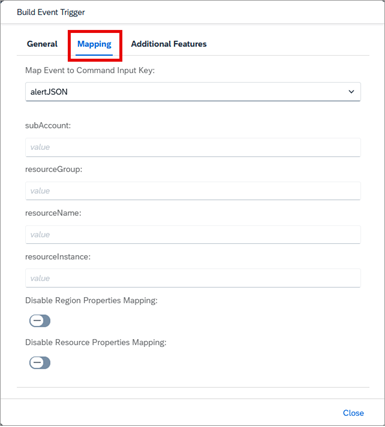 Build Event Trigger
General Mapping Additional Features
Map Event to Command Input Key:
alertJSON
subAccount:
value
resourceGroup:
value
resourceName:
value
resourceInstance:
value
Disable Region Properties Mapping:
Disable Resource Properties Mapping:
Close